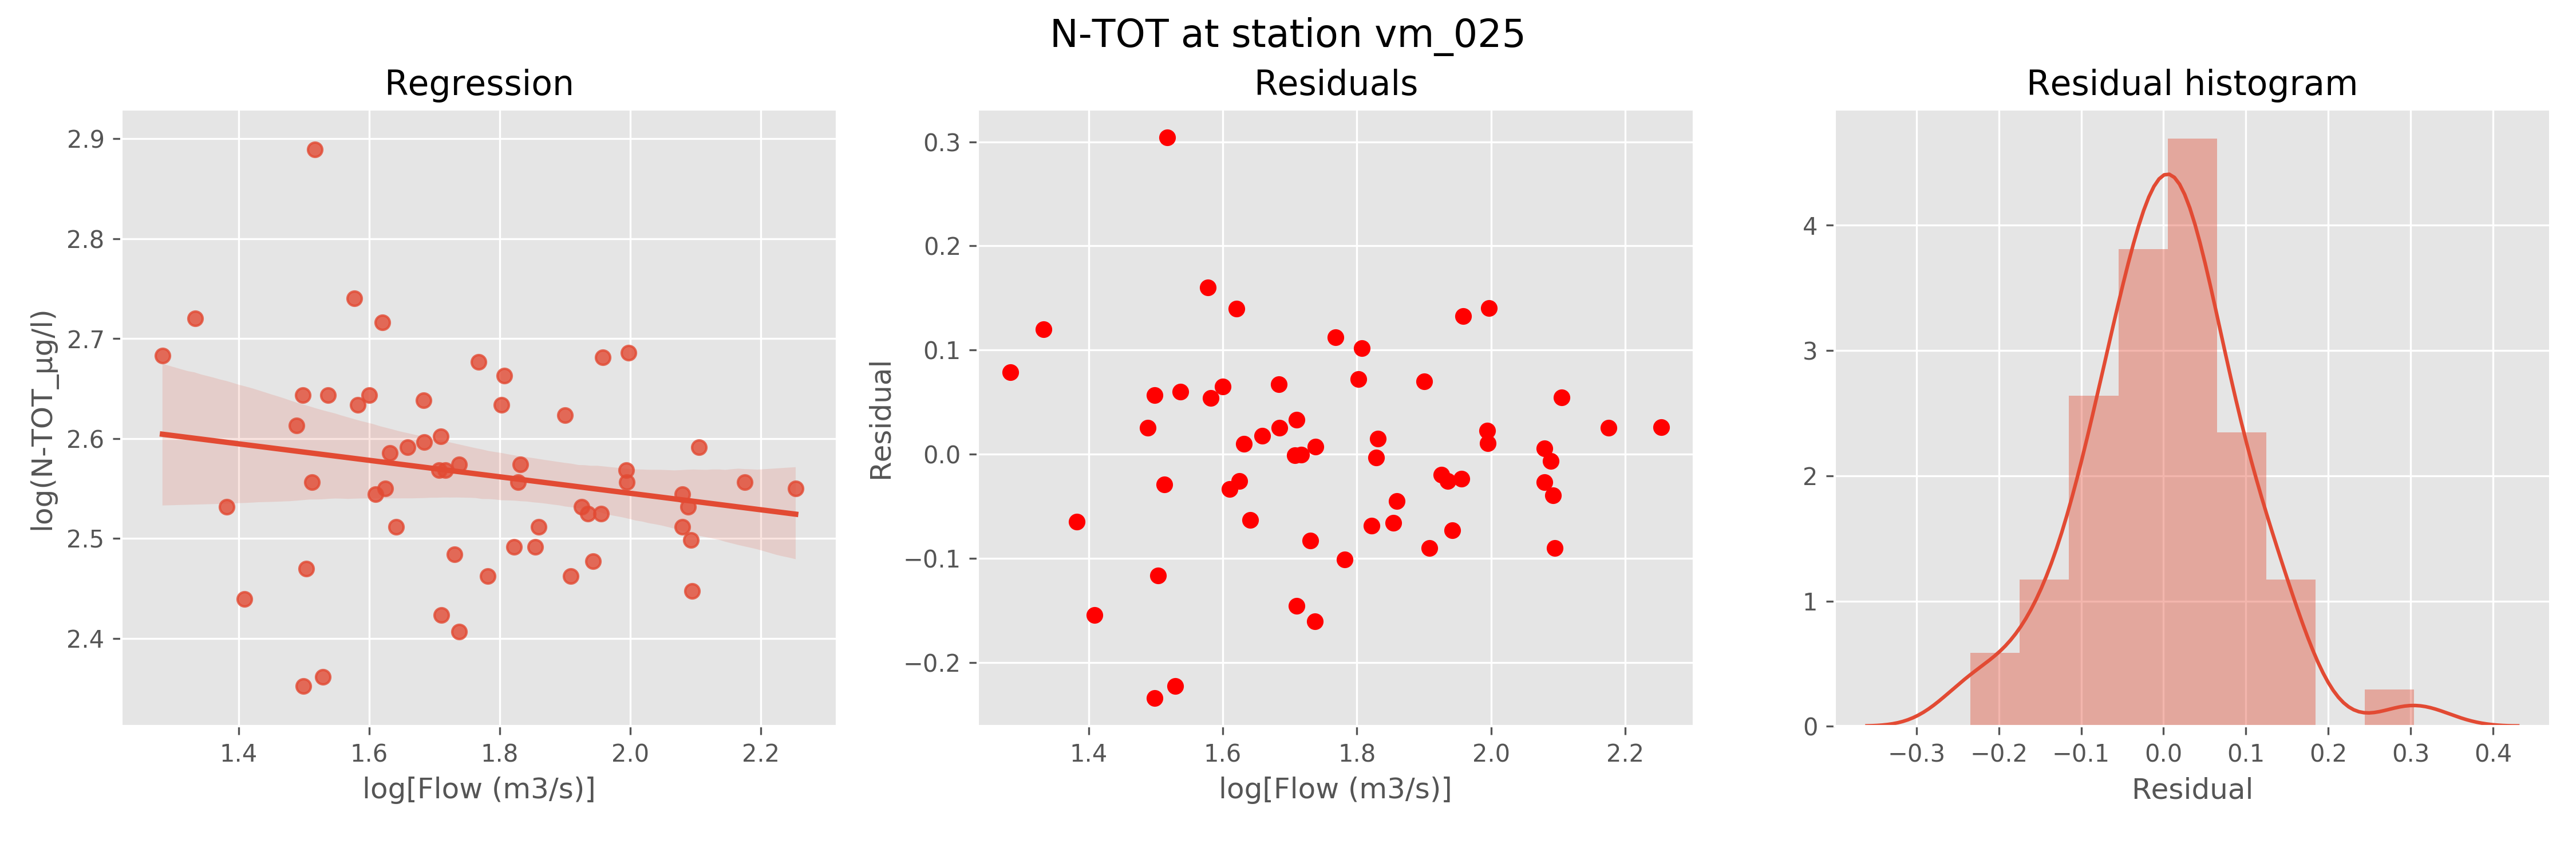 N-TOT at station vm_025
Regression
2.9
2.8
2.7
2.6
2.5
2.4
log(N-TOT_µg/l)
1.4 1.6 1.8 2.0 2.2
log[Flow (m3/s)]
Residuals
0.3
0.2
0.1
0.0
−0.1
−0.2
Residual
1.4 1.6 1.8 2.0 2.2
log[Flow (m3/s)]
Residual histogram
4
3
2
1
0
−0.3 −0.2 −0.1 0.0 0.1 0.2 0.3 0.4
Residual